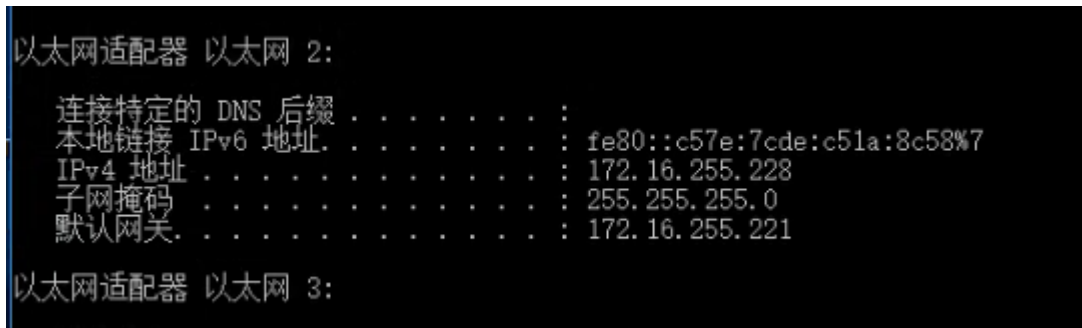 以太网适配器 以太网 2:
连接特定的 DNS 后缀 . . . . . . . :
本地链接 IPv6 地址. . . . . . . . : fe80::c57e:7cde:c51a:8c58%7
IPv4 地址 . . . . . . . . . . . . : 172.16.255.228
子网掩码  . . . . . . . . . . . . : 255.255.255.0
默认网关. . . . . . . . . . . . . : 172.16.255.221
以太网适配器 以太网 3: